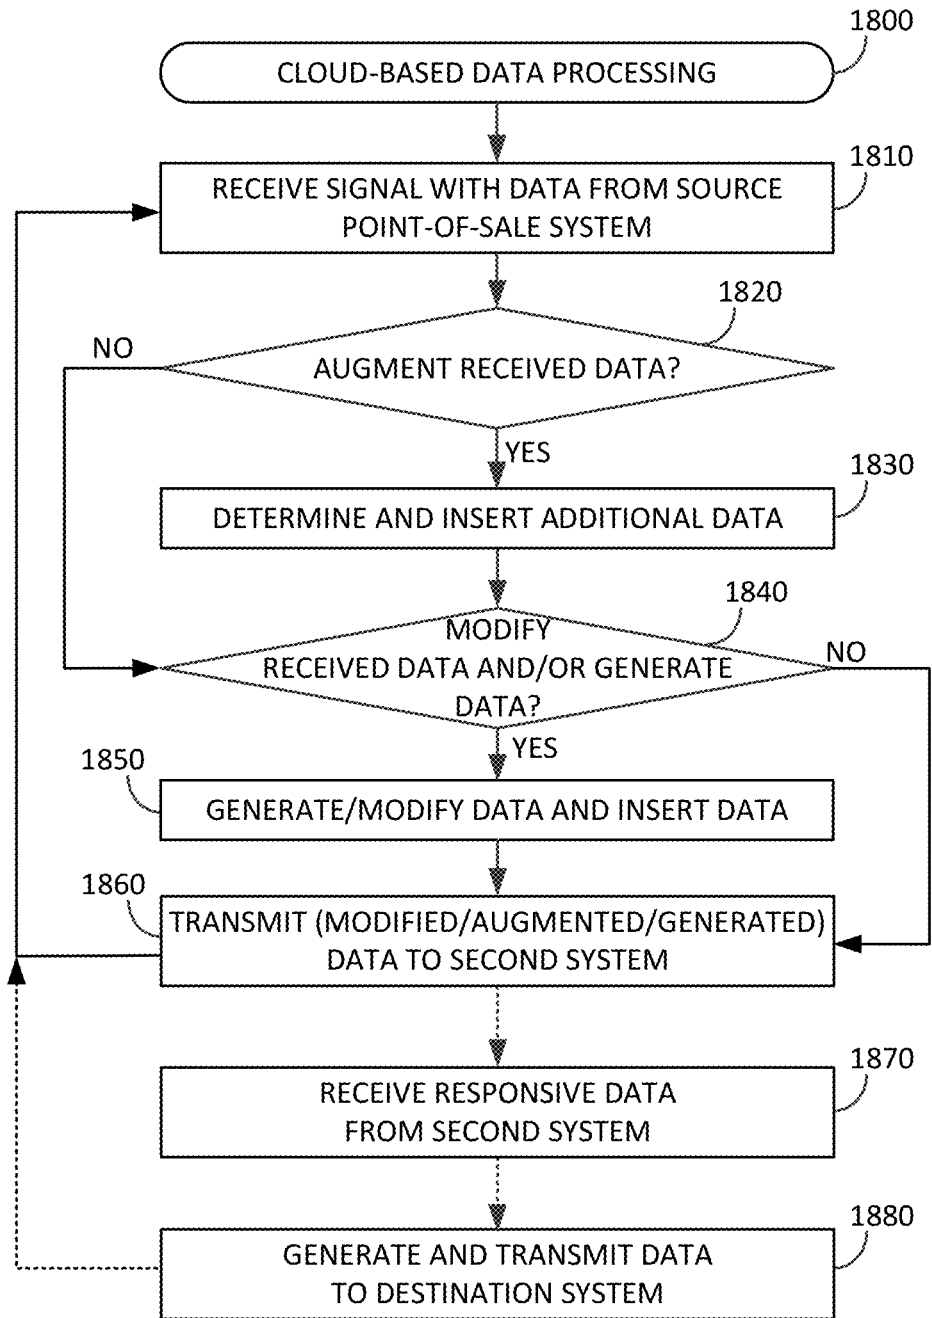 1800
CLOUD-BASED DATA PROCESSING
1810
RECEIVE SIGNAL WITH DATA FROM SOURCE
POINT-OF-SALE SYSTEM
1820
NO
AUGMENT RECEIVED DATA?
YES
1830
DETERMINE AND INSERT ADDITIONAL DATA
1840
MODIFY
RECEIVED DATA AND/OR GENERATE
DATA?
NO
YES
1850
GENERATE/MODIFY DATA AND INSERT DATA
1860
TRANSMIT (MODIFIED/AUGMENTED/GENERATED)
DATA TO SECOND SYSTEM
1870
RECEIVE RESPONSIVE DATA
FROM SECOND SYSTEM
1880
GENERATE AND TRANSMIT DATA
TO DESTINATION SYSTEM